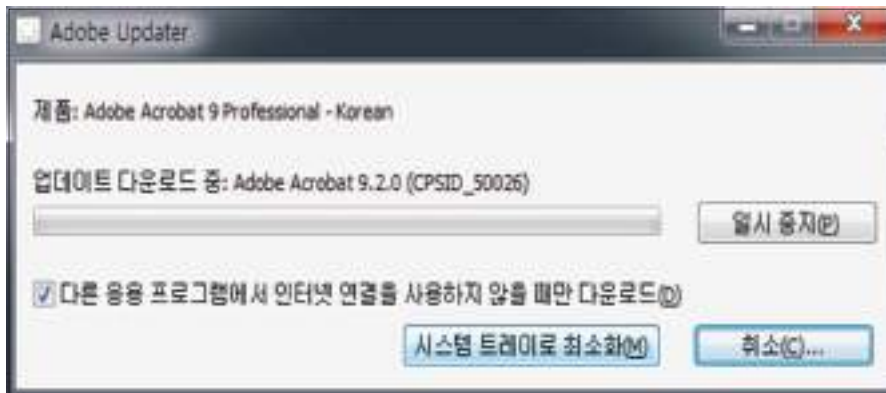 Adobe Updater
제품: Adobe Acrobat 9 Professional - Korean
업데이트 다운로드 중: Adobe Acrobat 9.2.0 (CPSID_50026)
일시 중지(P)
다른 응용 프로그램에서 인터넷 연결을 사용하지 않을 때만 다운로드(D)
시스템 트레이로 최소화(M) 취소(C)...